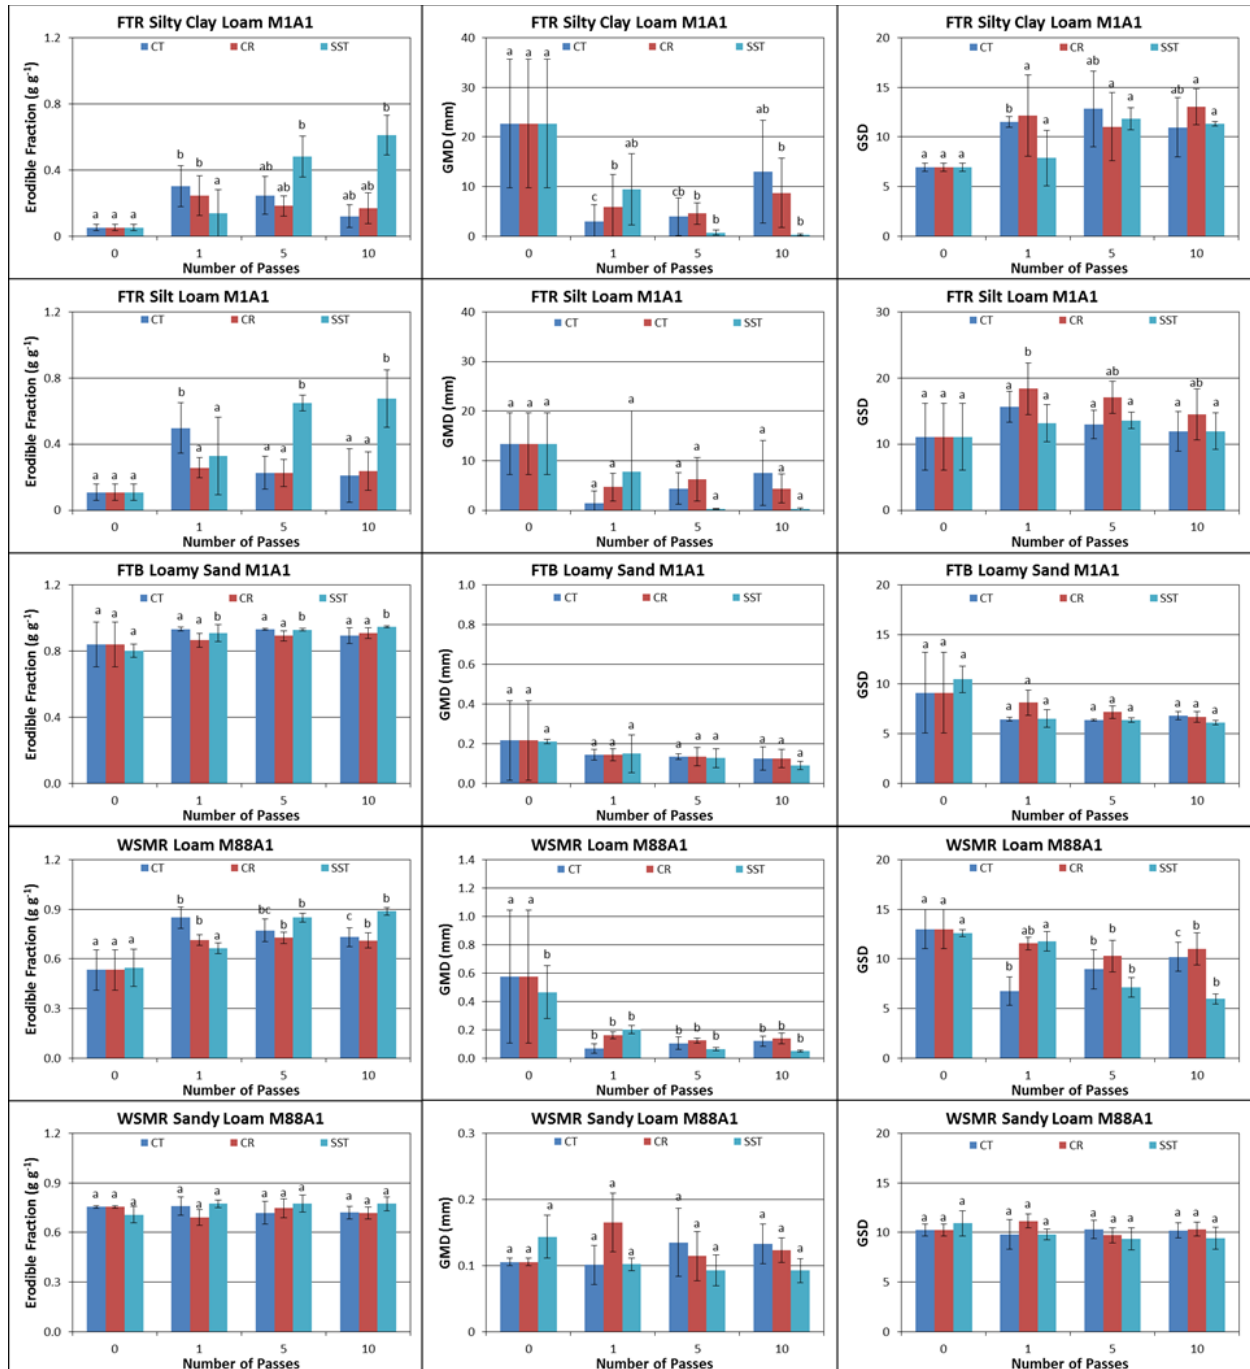 FTR Silty Clay Loam M1A1
CT CR SST
Erodible Fraction (g g⁻¹)
1.2
0.8
0.4
0
a a a b b a ab ab b ab ab b
0 1 5 10
Number of Passes
FTR Silty Clay Loam M1A1
CT CR SST
GMD (mm)
40
30
20
10
0
a a a c b a cb b b ab b b
0 1 5 10
Number of Passes
FTR Silty Clay Loam M1A1
CT CR SST
GSD
20
15
10
5
0
a a a b a a ab a a ab a a
0 1 5 10
Number of Passes
FTR Silt Loam M1A1
CT CR SST
Erodible Fraction (g g⁻¹)
1.2
0.8
0.4
0
a a a b a a a a b a a b
0 1 5 10
Number of Passes
FTR Silt Loam M1A1
CT CT SST
GMD (mm)
40
30
20
10
0
a a a a a a a a a a a a
0 1 5 10
Number of Passes
FTR Silt Loam M1A1
CT CR SST
GSD
30
20
10
0
a a a a b a a ab a a ab a
0 1 5 10
Number of Passes
FTB Loamy Sand M1A1
CT CR SST
Erodible Fraction (g g⁻¹)
1.2
0.8
0.4
0.0
a a a a a b a a b a a b
0 1 5 10
Number of Passes
FTB Loamy Sand M1A1
CT CR SST
GMD (mm)
1.0
0.8
0.6
0.4
0.2
0.0
a a a a a a a a a a a a
0 1 5 10
Number of Passes
FTB Loamy Sand M1A1
CT CR SST
GSD
20
15
10
5
0
a a a a a a a a a a a a
0 1 5 10
Number of Passes
WSMR Loam M88A1
CT CR SST
Erodible Fraction (g g⁻¹)
1.2
0.9
0.6
0.3
0.0
a a a b b a bc b b c b b
0 1 5 10
Number of Passes
WSMR Loam M88A1
CT CR SST
GMD (mm)
1.4
1.2
1.0
0.8
0.6
0.4
0.2
0.0
a a b b b b b b b b b b
0 1 5 10
Number of Passes
WSMR Loam M88A1
CT CR SST
GSD
20
15
10
5
0
a a a b ab a b b b c b b
0 1 5 10
Number of Passes
WSMR Sandy Loam M88A1
CT CR SST
Erodible Fraction (g g⁻¹)
1.2
0.9
0.6
0.3
0.0
a a a a a a a a a a a a
0 1 5 10
Number of Passes
WSMR Sandy Loam M88A1
CT CR SST
GMD (mm)
0.3
0.2
0.1
0
a a a a a a a a a a a a
0 1 5 10
Number of Passes
WSMR Sandy Loam M88A1
CT CR SST
GSD
20
15
10
5
0
a a a a a a a a a a a a
0 1 5 10
Number of Passes